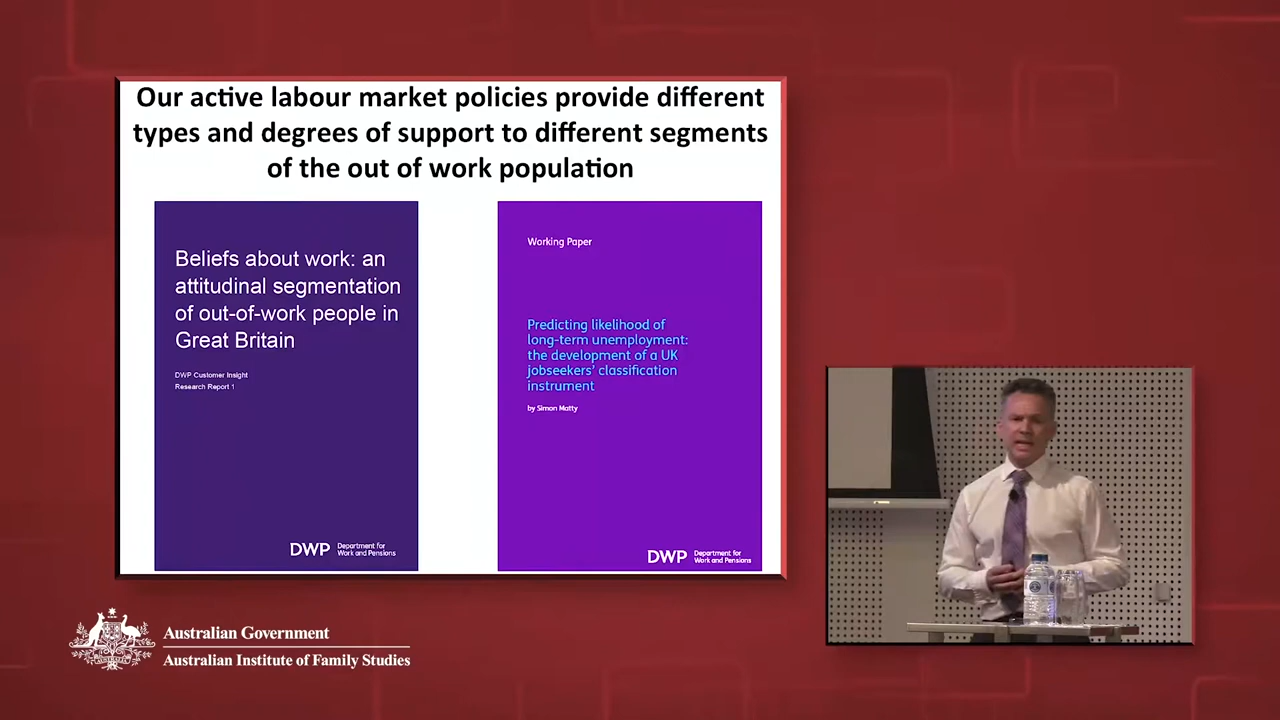 Our active labour market policies provide different
types and degrees of support to different segments
of the out of work population
Beliefs about work: an
attitudinal segmentation
of out-of-work people in
Great Britain
DWP Customer Insight
Research Report 1
DWP Department for
Work and Pensions
Working Paper
Predicting likelihood of
long-term unemployment:
the development of a UK
jobseekers' classification
instrument
by Simon Matty
DWP Department for
Work and Pensions
Australian Government
Australian Institute of Family Studies